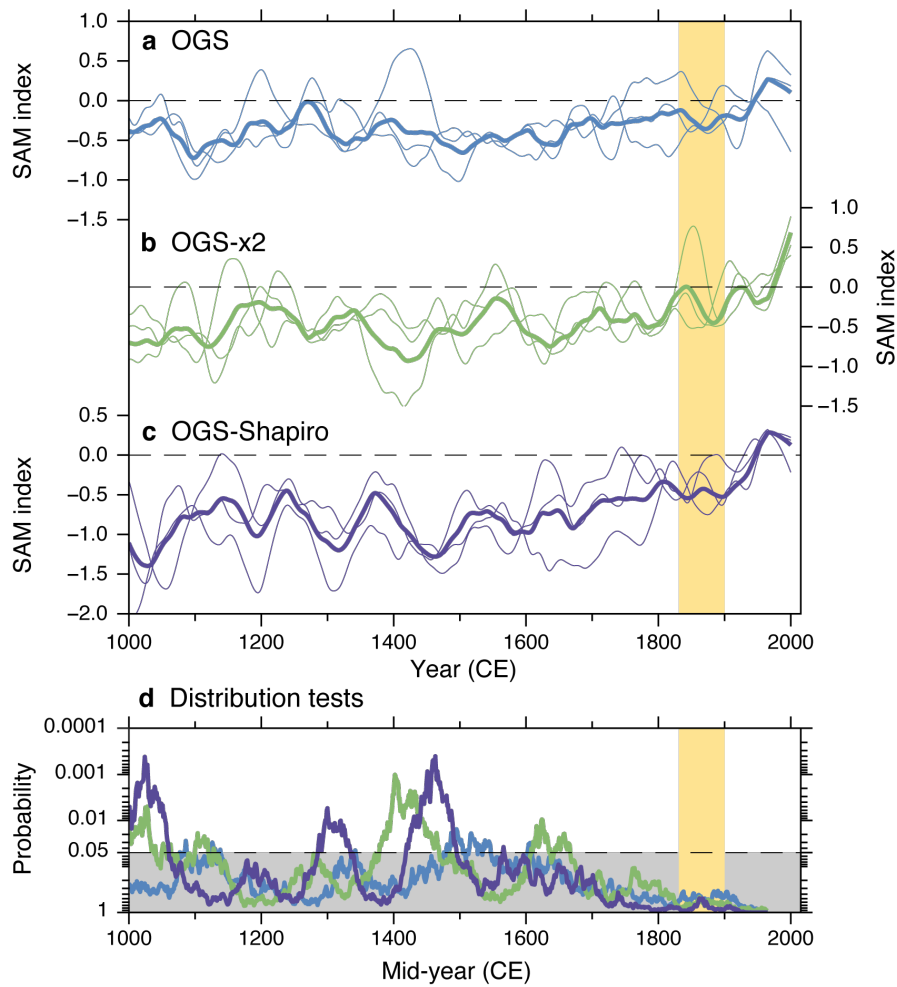 a OGS
SAM index
1.0
0.5
0.0
−0.5
−1.0
−1.5
b OGS-x2
SAM index
1.0
0.5
0.0
−0.5
−1.0
−1.5
c OGS-Shapiro
SAM index
0.5
0.0
−0.5
−1.0
−1.5
−2.0
1000 1200 1400 1600 1800 2000
Year (CE)
d Distribution tests
Probability
0.0001
0.001
0.01
0.05
1
1000 1200 1400 1600 1800 2000
Mid-year (CE)